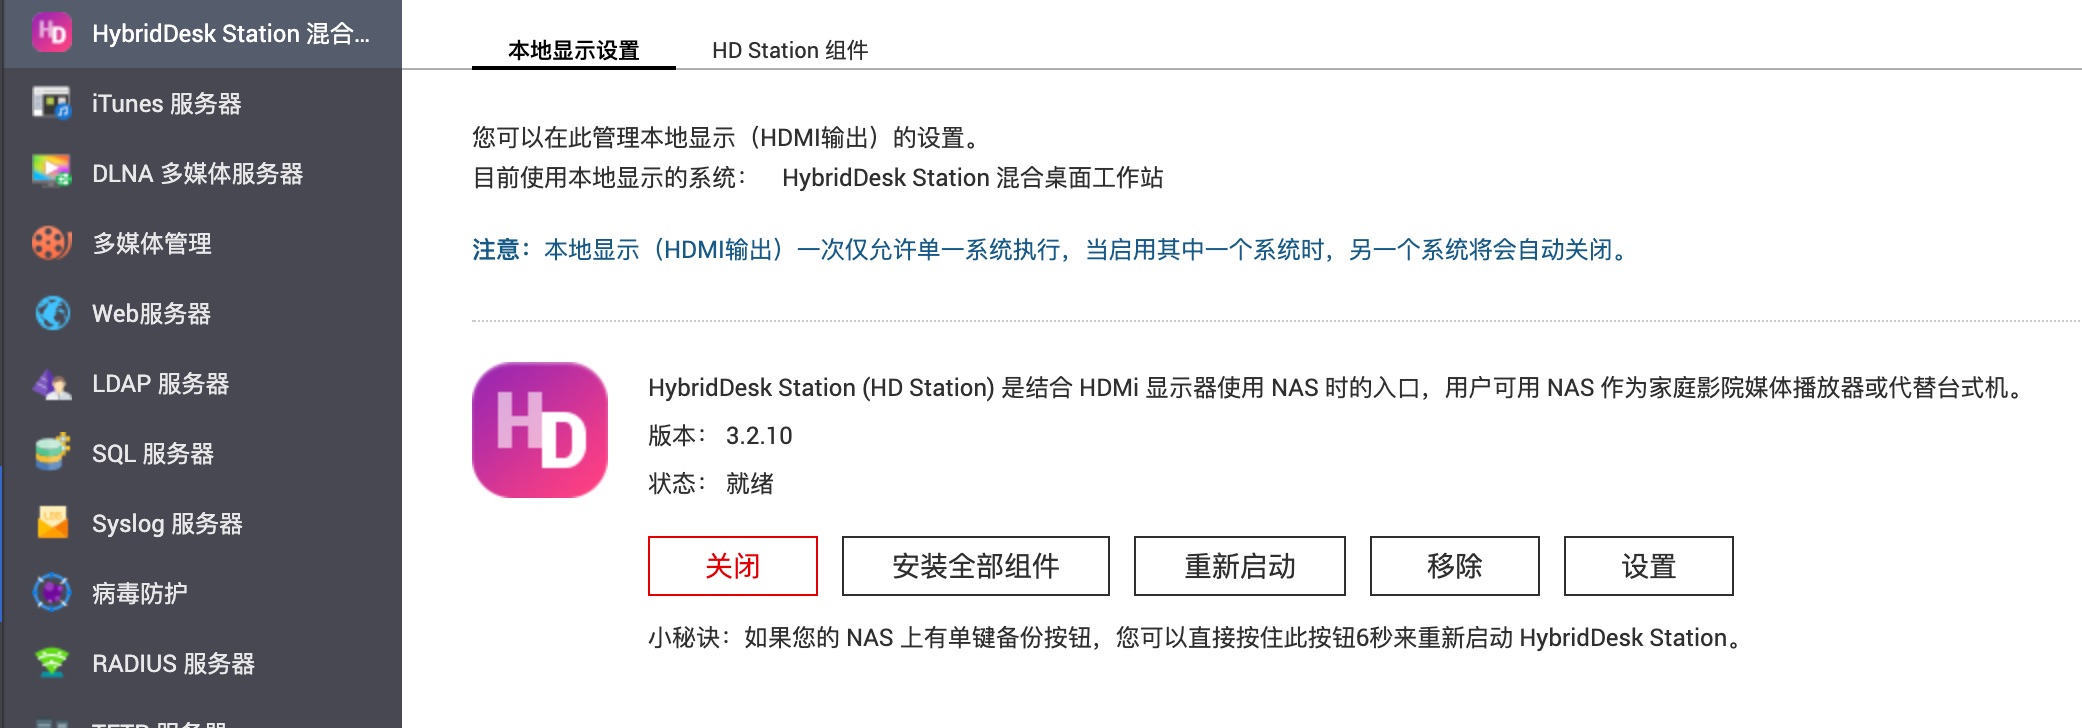 HD
HybridDesk Station 混合...
iTunes 服务器
DLNA 多媒体服务器
多媒体管理
Web服务器
LDAP 服务器
SQL 服务器
Syslog 服务器
病毒防护
RADIUS 服务器
本地显示设置
HD Station 组件
您可以在此管理本地显示（HDMI输出）的设置。
目前使用本地显示的系统： HybridDesk Station 混合桌面工作站
注意：本地显示（HDMI输出）一次仅允许单一系统执行，当启用其中一个系统时，另一个系统将会自动关闭。
HD
HybridDesk Station (HD Station) 是结合 HDMi 显示器使用 NAS 时的入口，用户可用 NAS 作为家庭影院媒体播放器或代替台式机。
版本： 3.2.10
状态： 就绪
关闭
安装全部组件
重新启动
移除
设置
小秘诀：如果您的 NAS 上有单键备份按钮，您可以直接按住此按钮6秒来重新启动 HybridDesk Station。